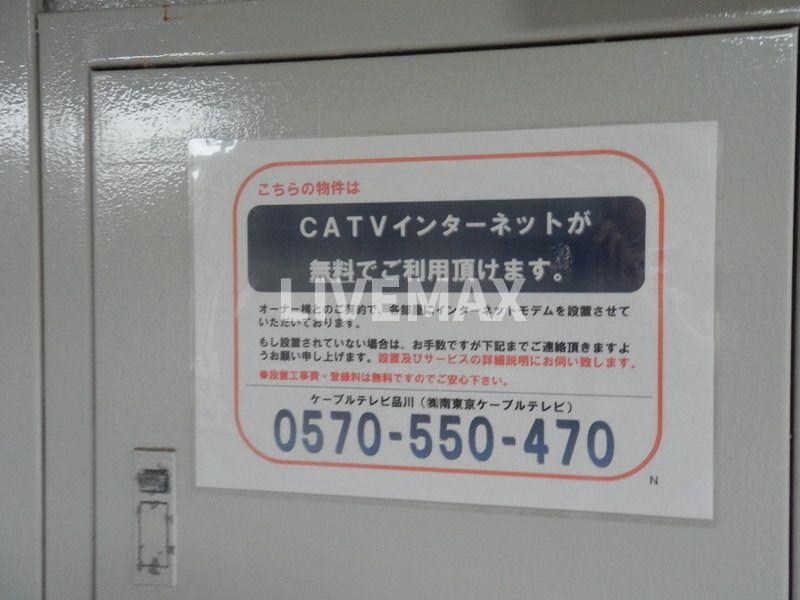 こちらの物件は
CATVインターネットが
無料でご利用頂けます。
LIVEMAX
オーナー様とのご契約で、各部屋にインターネットモデムを設置させて
いただいております。
もし設置されていない場合は、お手数ですが下記までご連絡頂きますよ
うお願い申し上げます。設置及びサービスの詳細説明にお伺い致します。
●設置工事費・登録料は無料ですのでご安心下さい。
ケーブルテレビ品川（㈱南東京ケーブルテレビ）
0570-550-470
N